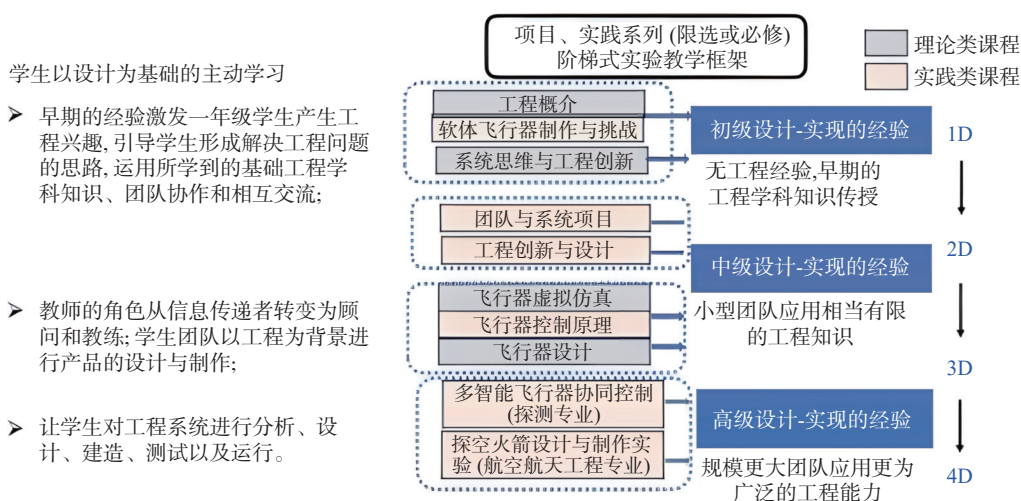 项目、实践系列 (限选或必修)
阶梯式实验教学框架
理论类课程
实践类课程
学生以设计为基础的主动学习
➢ 早期的经验激发一年级学生产生工
程兴趣, 引导学生形成解决工程问题
的思路, 运用所学到的基础工程学
科知识、团队协作和相互交流;
➢ 教师的角色从信息传递者转变为顾
问和教练; 学生团队以工程为背景进
行产品的设计与制作;
➢ 让学生对工程系统进行分析、设
计、建造、测试以及运行。
工程概介
软体飞行器制作与挑战
系统思维与工程创新
团队与系统项目
工程创新与设计
飞行器虚拟仿真
飞行器控制原理
飞行器设计
多智能飞行器协同控制
(探测专业)
探空火箭设计与制作实
验 (航空航天工程专业)
初级设计-实现的经验
无工程经验,早期的
工程学科知识传授
中级设计-实现的经验
小型团队应用相当有限
的工程知识
高级设计-实现的经验
规模更大团队应用更为
广泛的工程能力
1D
2D
3D
4D